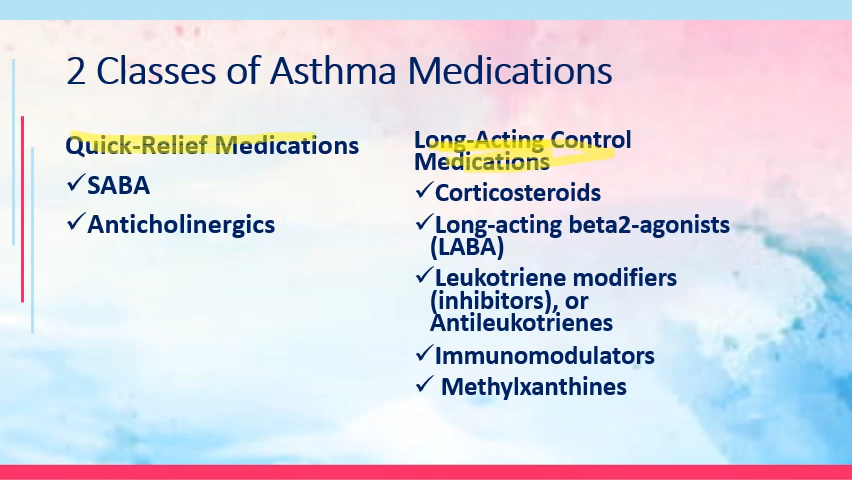 2 Classes of Asthma Medications
Quick-Relief Medications
✓SABA
✓Anticholinergics
Long-Acting Control
Medications
✓Corticosteroids
✓Long-acting beta2-agonists
(LABA)
✓Leukotriene modifiers
(inhibitors), or
Antileukotrienes
✓Immunomodulators
✓ Methylxanthines